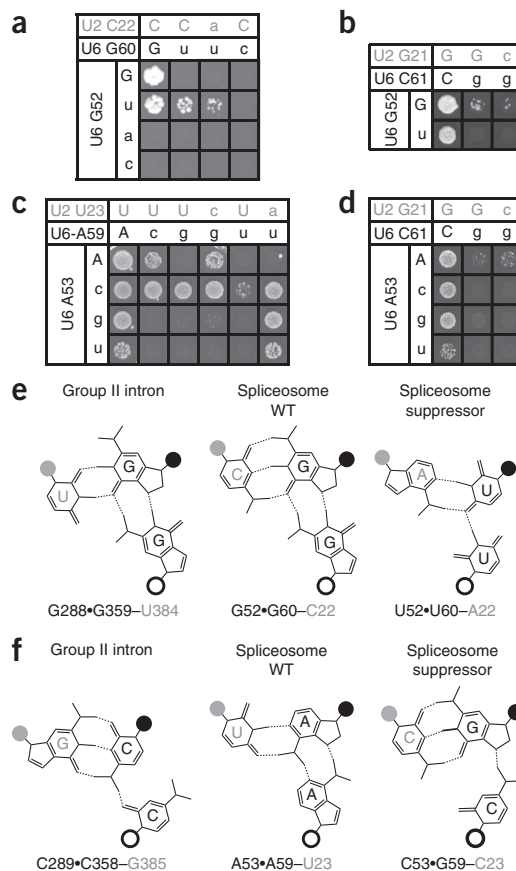 a
U2 C22 C C a C
U6 G60 G u u c
U6 G52
G
u
a
c
b
U2 G21 G G c
U6 C61 C g g
U6 G52
G
u
c
U2 U23 U U U c U a
U6-A59 A c g g u u
U6 A53
A
c
g
u
d
U2 G21 G G c
U6 C61 C g g
U6 A53
A
c
g
u
e
Group II intron
Spliceosome WT
Spliceosome suppressor
U G G
C G G
A U U
G288•G359–U384
G52•G60–C22
U52•U60–A22
f
Group II intron
Spliceosome WT
Spliceosome suppressor
G C C
U A A
C G C
C289•C358–G385
A53•A59–U23
C53•G59–C23